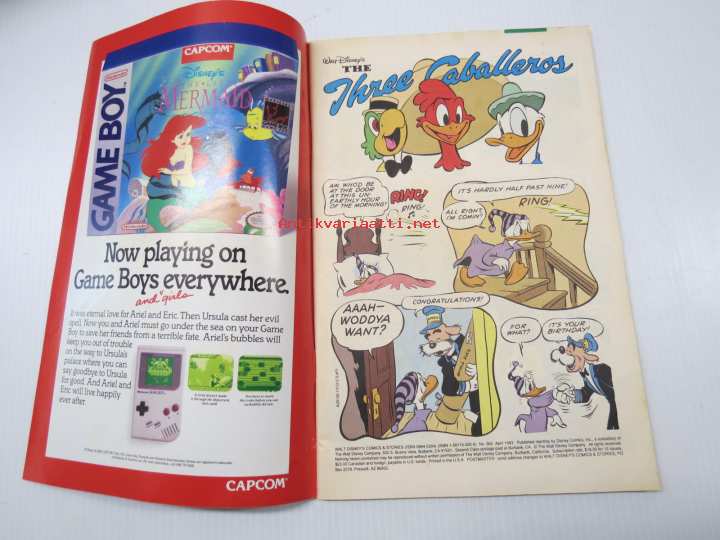 CAPCOM
Nintendo
GAME BOY
Disney's
THE LITTLE
MERMAID
Nintendo
Now playing on
Game Boys everywhere.
and girls
It was eternal love for Ariel and Eric. Then Ursula cast her evil
spell. Now you and Ariel must go under the sea on your Game
Boy to save her friends from a terrible fate. Ariel's bubbles will
keep you out of trouble
on the way to Ursula's
palace where you can
say goodbye to Ursula
for good. And Ariel and
Eric will live happily
ever after.
CAPCOM
Antikvariaatti.net
Walt Disney's
THE
Three Caballeros
AW, WHO'D BE
AT THE DOOR
AT THIS UN-
EARTHLY HOUR
OF THE MORNING!
RING!
RING!
IT'S HARDLY HALF PAST NINE!
ALL RIGHT,
I'M COMIN'!
RING!
AAAH—
WODDYA
WANT?
CONGRATULATIONS!
FOR
WHAT?
IT'S YOUR
BIRTHDAY!